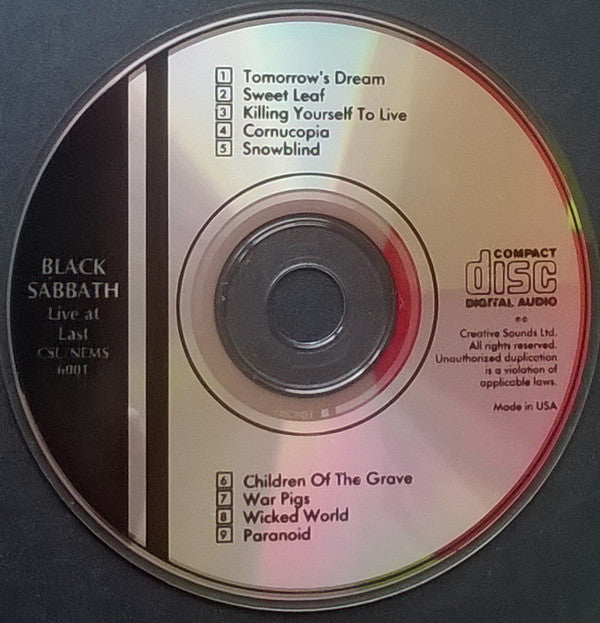 1 Tomorrow's Dream
2 Sweet Leaf
3 Killing Yourself To Live
4 Cornucopia
5 Snowblind
BLACK
SABBATH
Live at
Last
CSL/NEMS
6001
COMPACT
disc
DIGITAL AUDIO
Creative Sounds Ltd.
All rights reserved.
Unauthorized duplication
is a violation of
applicable laws.
Made in USA
6 Children Of The Grave
7 War Pigs
8 Wicked World
9 Paranoid